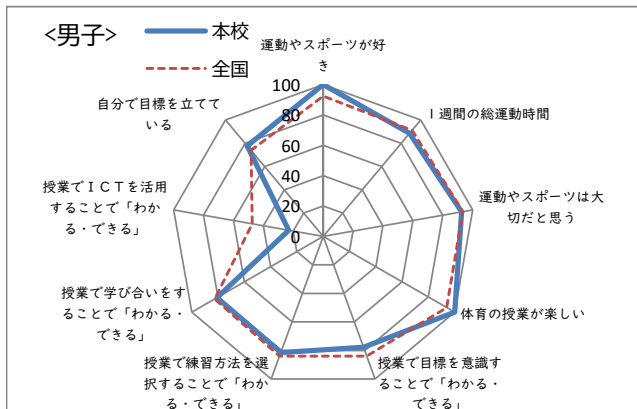 <男子>
本校
全国
運動やスポーツが好
き
1週間の総運動時間
運動やスポーツは大
切だと思う
体育の授業が楽しい
授業で目標を意識す
ることで「わかる・
できる」
授業で練習方法を選
択することで「わか
る・できる」
授業で学び合いをす
ることで「わかる・
できる」
授業でICTを活用
することで「わか
る・できる」
自分で目標を立てて
いる
100
80
60
40
20
0